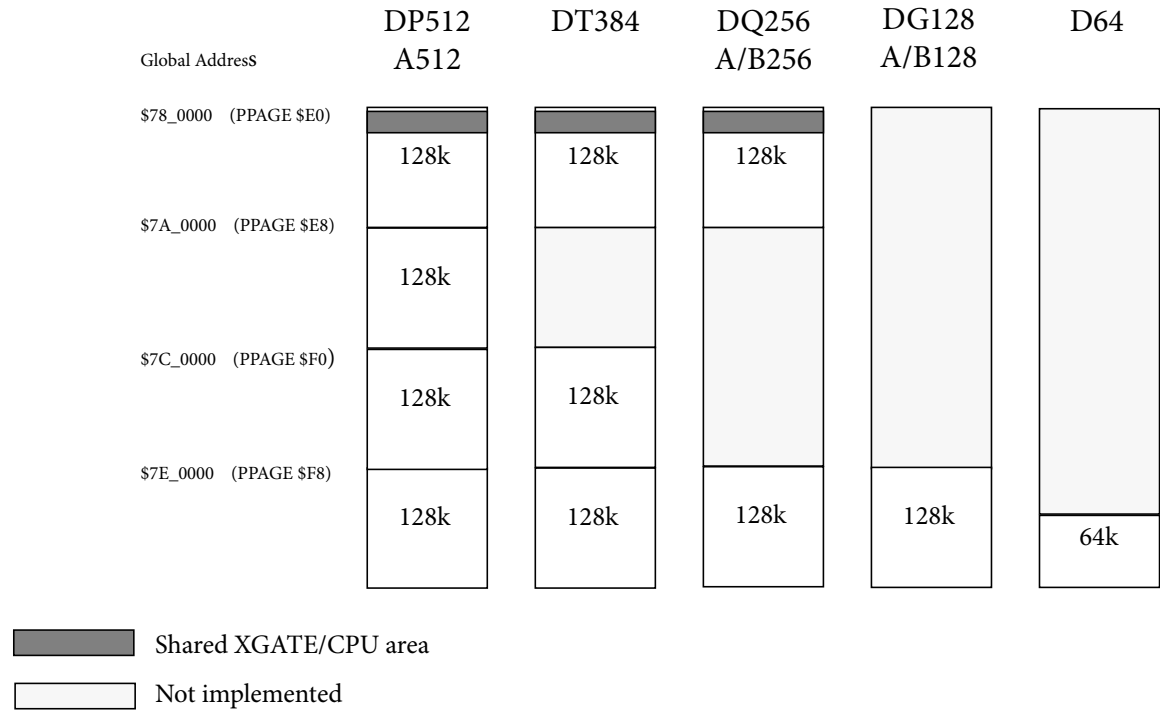 DP512 DT384 DQ256 DG128 D64
Global Address A512 A/B256 A/B128
$78_0000 (PPAGE $E0)
128k 128k 128k
$7A_0000 (PPAGE $E8)
128k
$7C_0000 (PPAGE $F0)
128k 128k
$7E_0000 (PPAGE $F8)
128k 128k 128k 128k
64k
Shared XGATE/CPU area
Not implemented